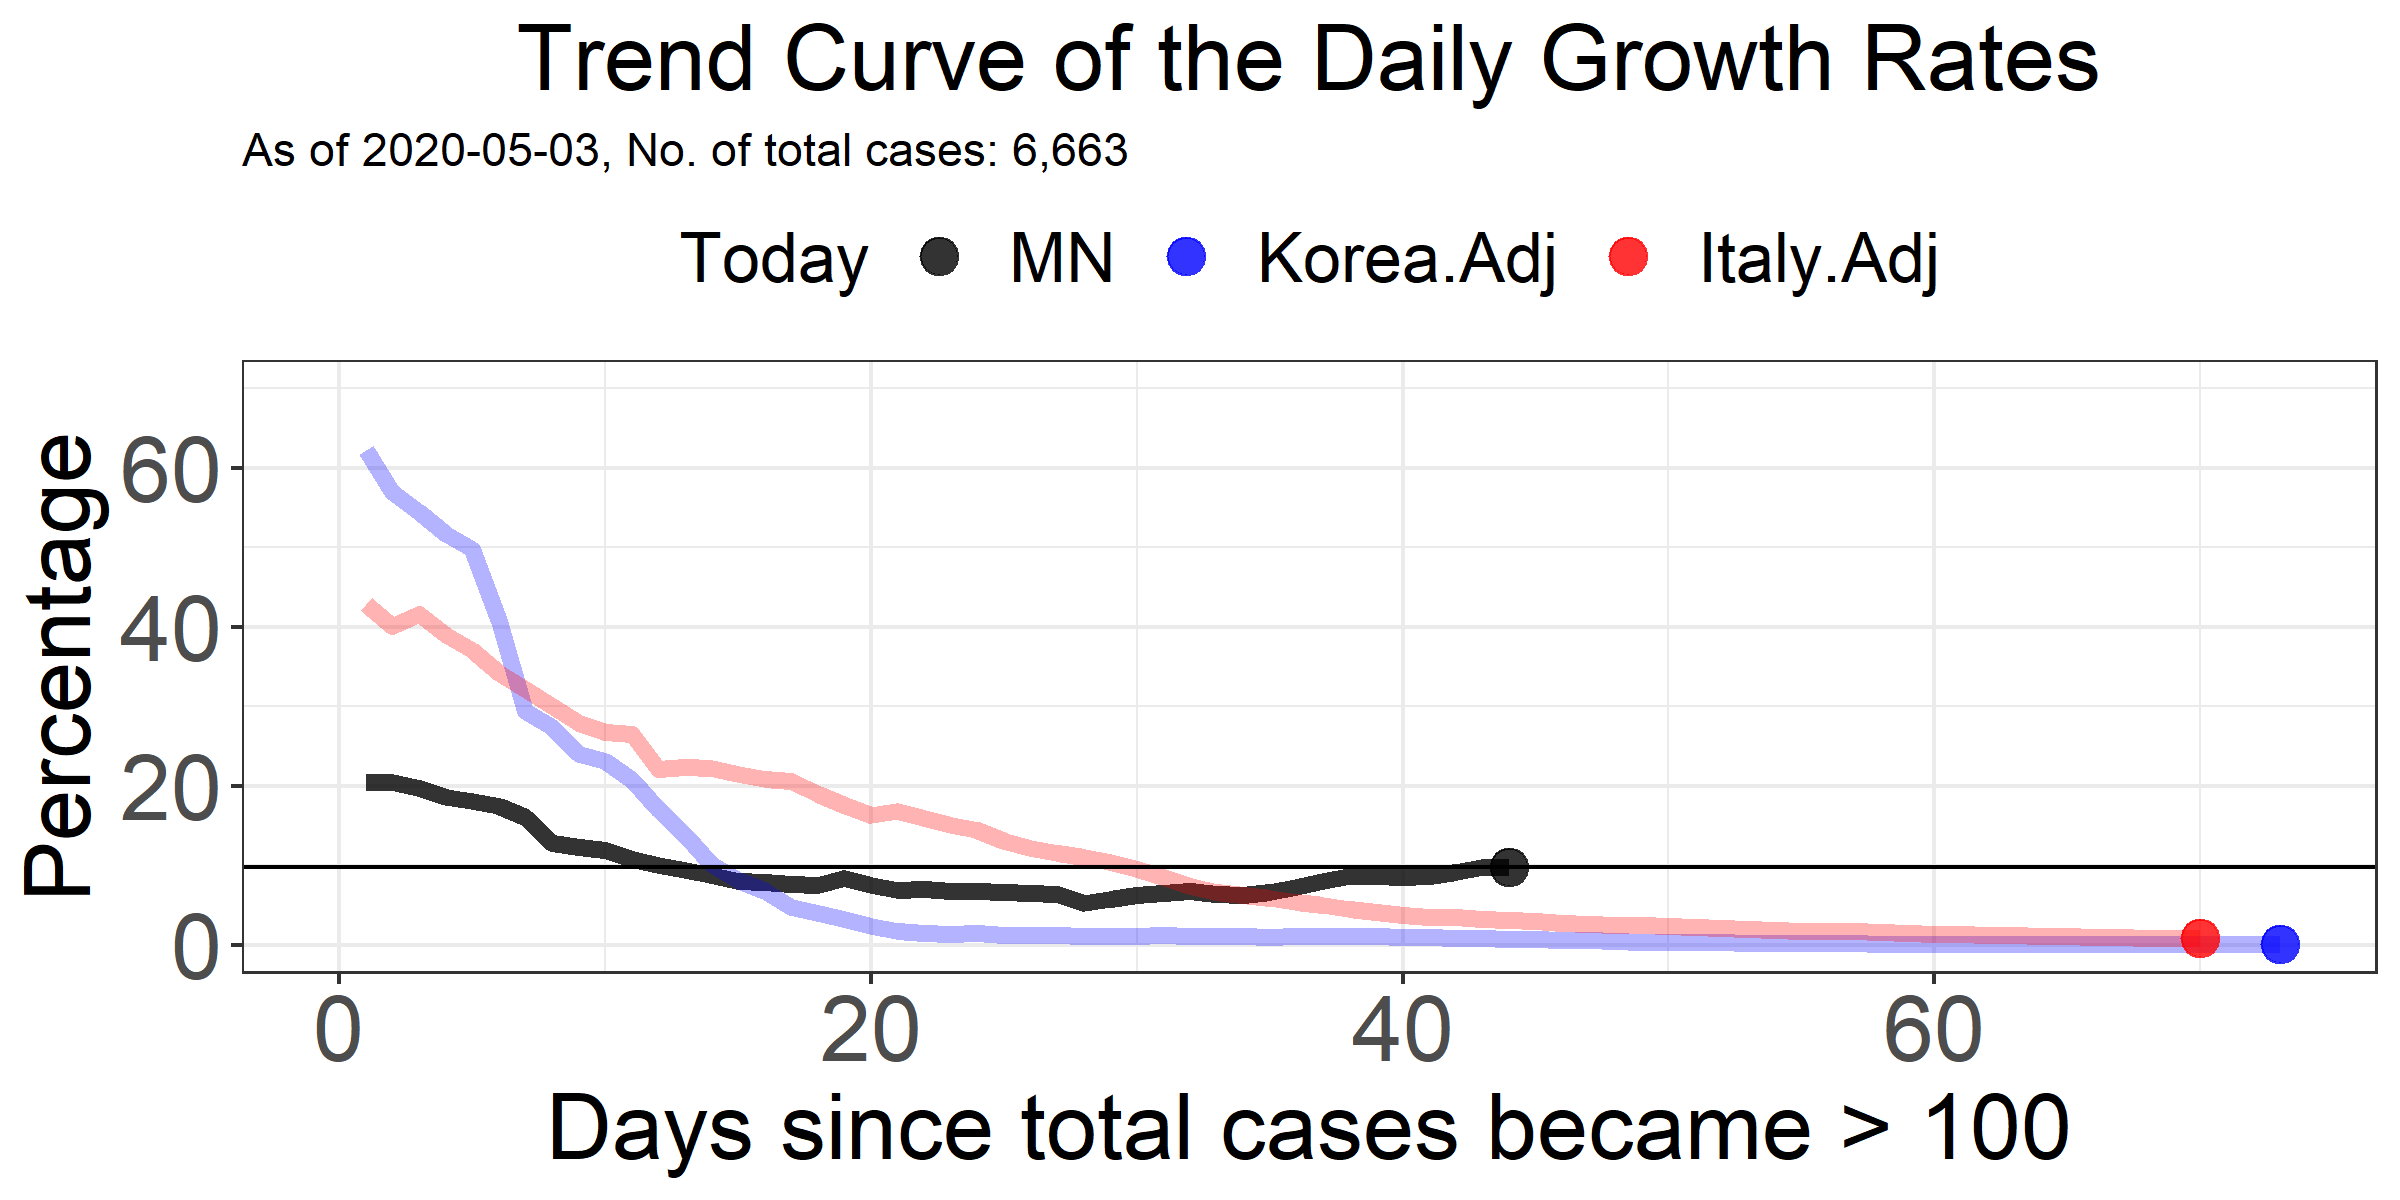 Trend Curve of the Daily Growth Rates
As of 2020-05-03, No. of total cases: 6,663
Today MN Korea.Adj Italy.Adj
Percentage
60
40
20
0
0 20 40 60
Days since total cases became > 100